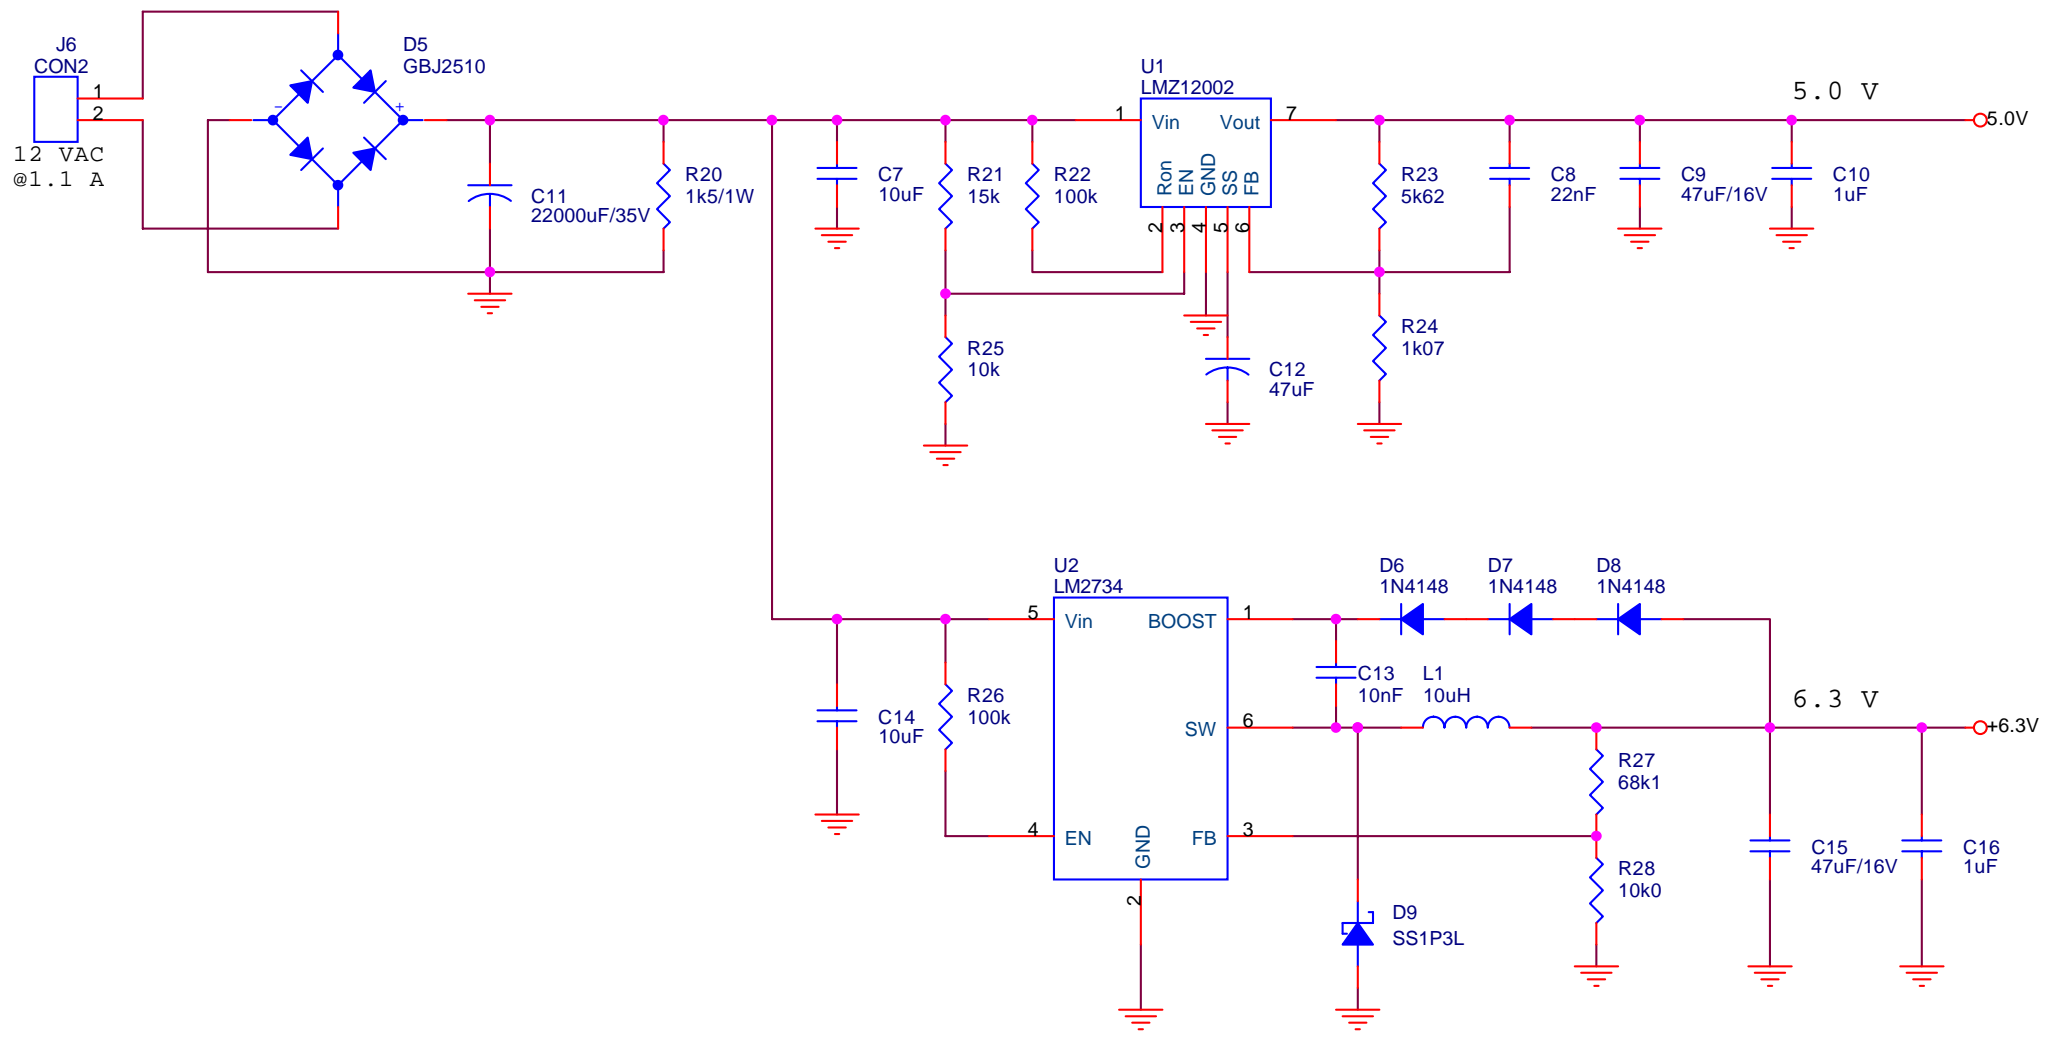 J6
CON2
1
2
12 VAC
@1.1 A
D5
GBJ2510
-
+
C11
22000uF/35V
R20
1k5/1W
C7
10uF
R21
15k
R22
100k
U1
LMZ12002
1
Vin
Vout
7
Ron
EN
GND
SS
FB
2
3
4
5
6
R23
5k62
C8
22nF
C9
47uF/16V
C10
1uF
5.0 V
5.0V
R25
10k
C12
47uF
R24
1k07
U2
LM2734
5
Vin
BOOST
1
SW
6
4
EN
FB
3
GND
2
C14
10uF
R26
100k
D6
1N4148
D7
1N4148
D8
1N4148
C13
10nF
L1
10uH
6.3 V
+6.3V
R27
68k1
R28
10k0
D9
SS1P3L
C15
47uF/16V
C16
1uF